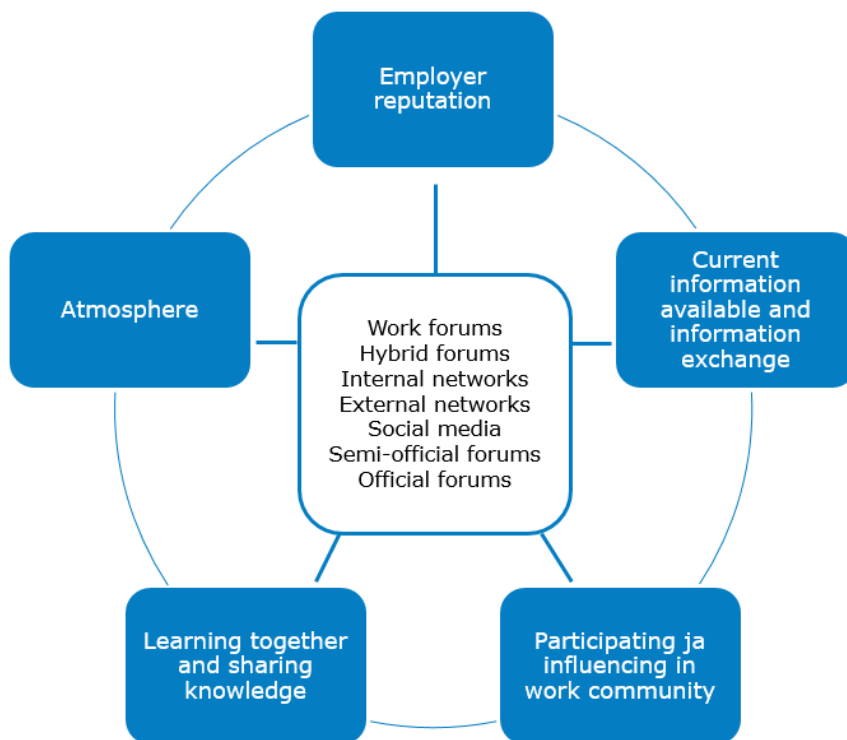 Employer
reputation
Atmosphere
Current
information
available and
information
exchange
Work forums
Hybrid forums
Internal networks
External networks
Social media
Semi-official forums
Official forums
Learning together
and sharing
knowledge
Participating ja
influencing in
work community